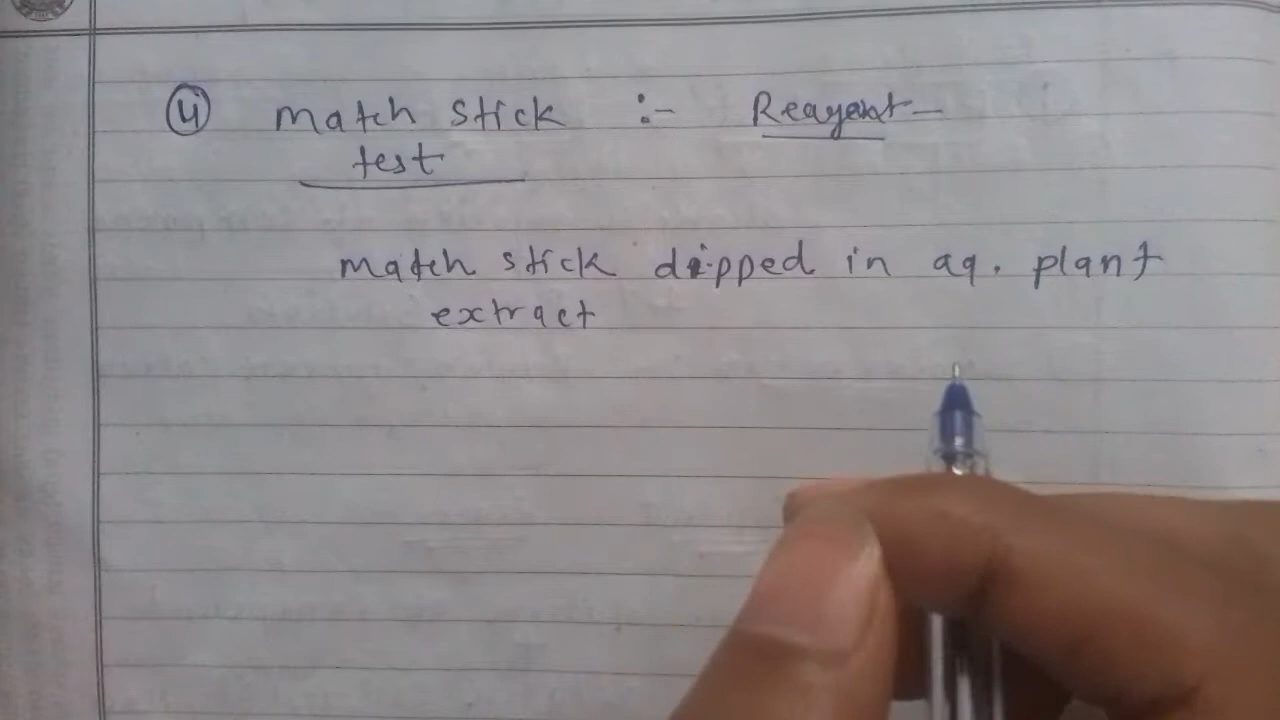 ④ Match stick :- Reagent -
test
Match stick dipped in aq. plant
extract